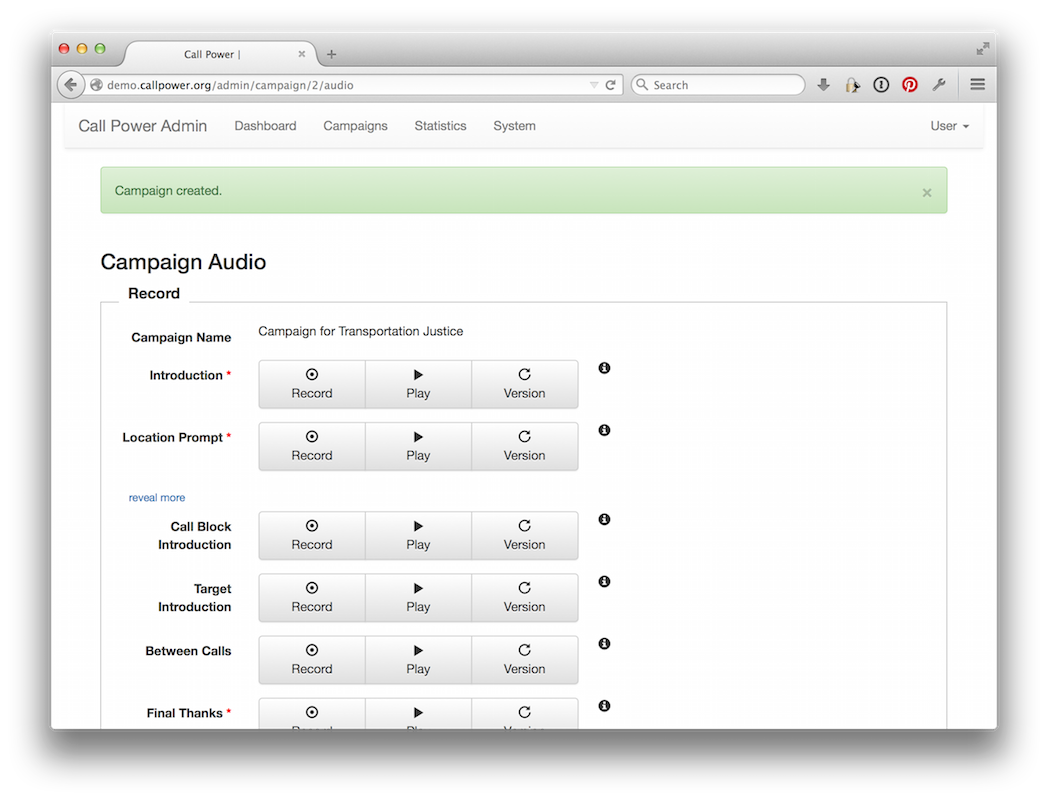 Call Power |
demo.callpower.org/admin/campaign/2/audio
Search
Call Power Admin Dashboard Campaigns Statistics System User
Campaign created.
Campaign Audio
Record
Campaign Name Campaign for Transportation Justice
Introduction *
Record Play Version
Location Prompt *
Record Play Version
reveal more
Call Block
Introduction
Record Play Version
Target
Introduction
Record Play Version
Between Calls
Record Play Version
Final Thanks *
Record Play Version